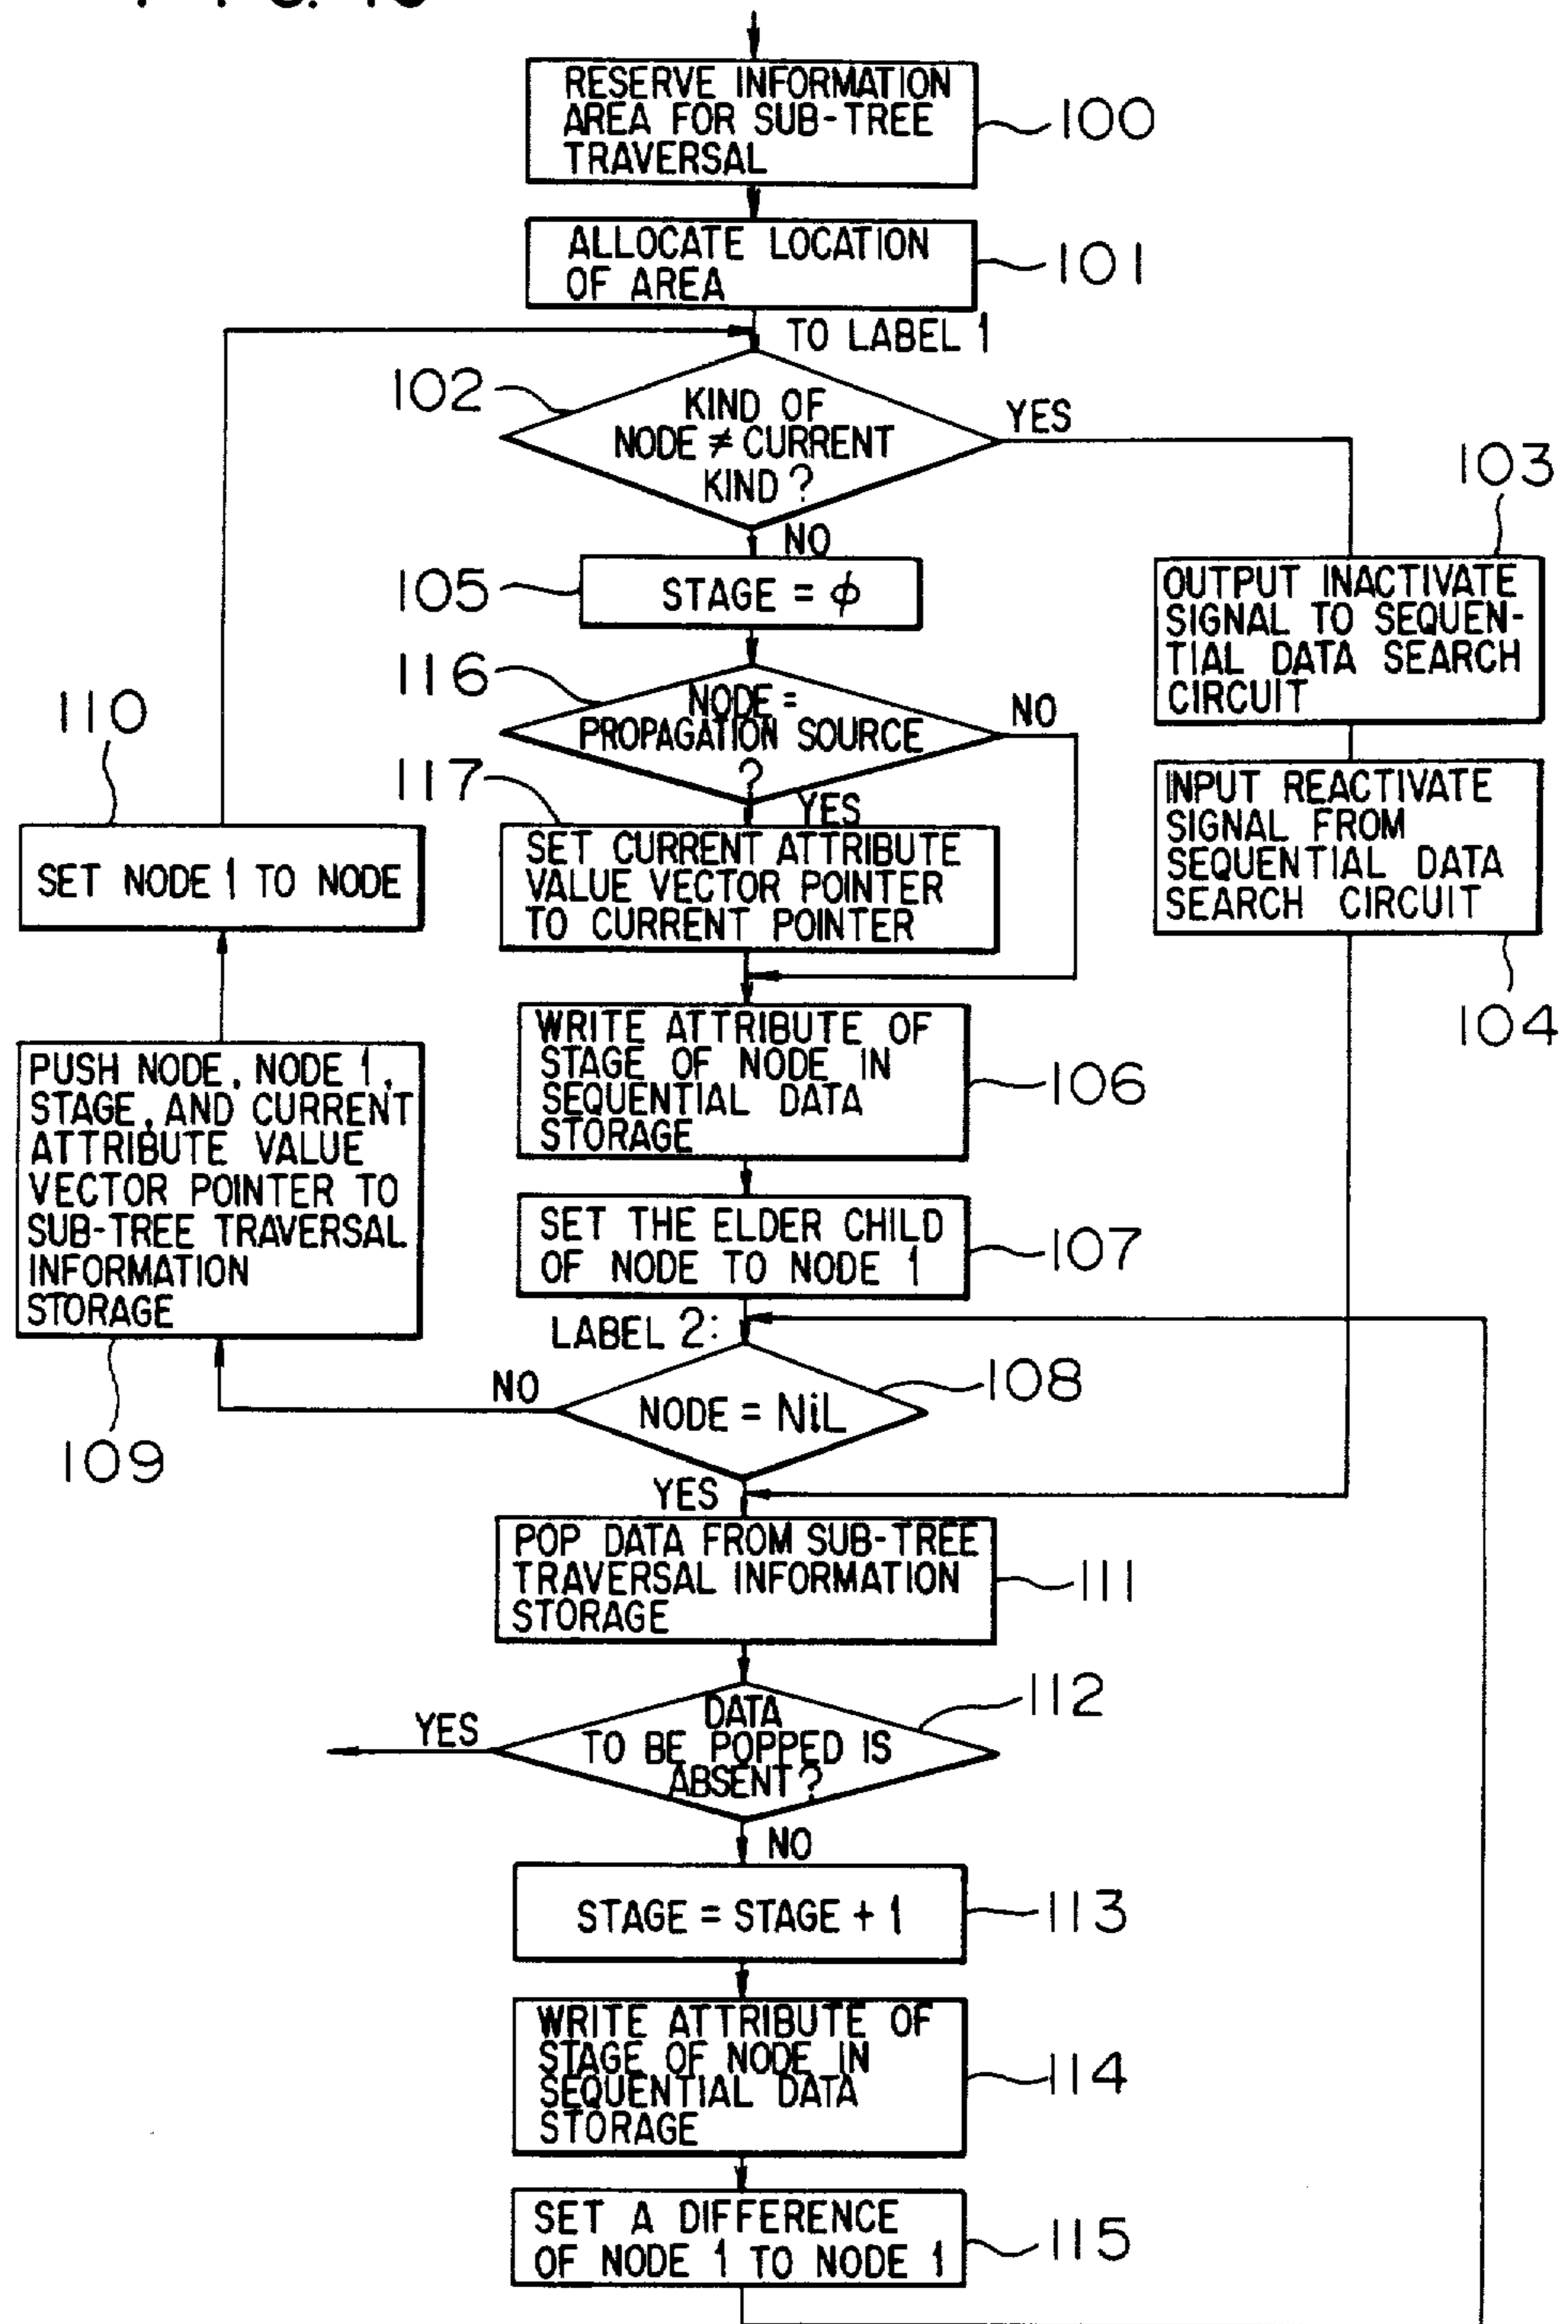 RESERVE INFORMATION
AREA FOR SUB-TREE
TRAVERSAL
100
ALLOCATE LOCATION
OF AREA
101
TO LABEL 1
102
KIND OF
NODE ≠ CURRENT
KIND ?
YES
NO
103
OUTPUT INACTIVATE
SIGNAL TO SEQUEN-
TIAL DATA SEARCH
CIRCUIT
INPUT REACTIVATE
SIGNAL FROM
SEQUENTIAL DATA
SEARCH CIRCUIT
104
105
STAGE = ϕ
116
NODE =
PROPAGATION SOURCE
?
NO
YES
117
SET CURRENT ATTRIBUTE
VALUE VECTOR POINTER
TO CURRENT POINTER
110
SET NODE 1 TO NODE
WRITE ATTRIBUTE OF
STAGE OF NODE IN
SEQUENTIAL DATA
STORAGE
106
PUSH NODE, NODE 1,
STAGE, AND CURRENT
ATTRIBUTE VALUE
VECTOR POINTER TO
SUB-TREE TRAVERSAL
INFORMATION
STORAGE
109
SET THE ELDER CHILD
OF NODE TO NODE 1
107
LABEL 2:
NODE = NiL
108
NO
YES
POP DATA FROM SUB-TREE
TRAVERSAL INFORMATION
STORAGE
111
DATA
TO BE POPPED IS
ABSENT?
112
YES
NO
STAGE = STAGE + 1
113
WRITE ATTRIBUTE OF
STAGE OF NODE IN
SEQUENTIAL DATA
STORAGE
114
SET A DIFFERENCE
OF NODE 1 TO NODE 1
115